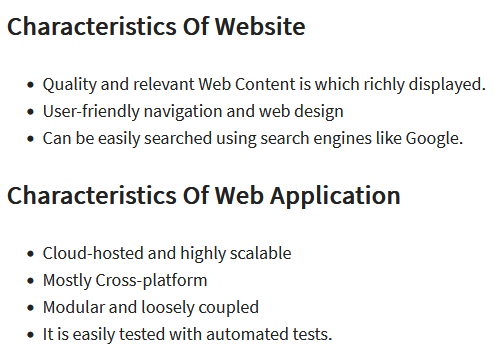 Characteristics Of Website
Quality and relevant Web Content is which richly displayed.
User-friendly navigation and web design
Can be easily searched using search engines like Google.
Characteristics Of Web Application
Cloud-hosted and highly scalable
Mostly Cross-platform
Modular and loosely coupled
It is easily tested with automated tests.